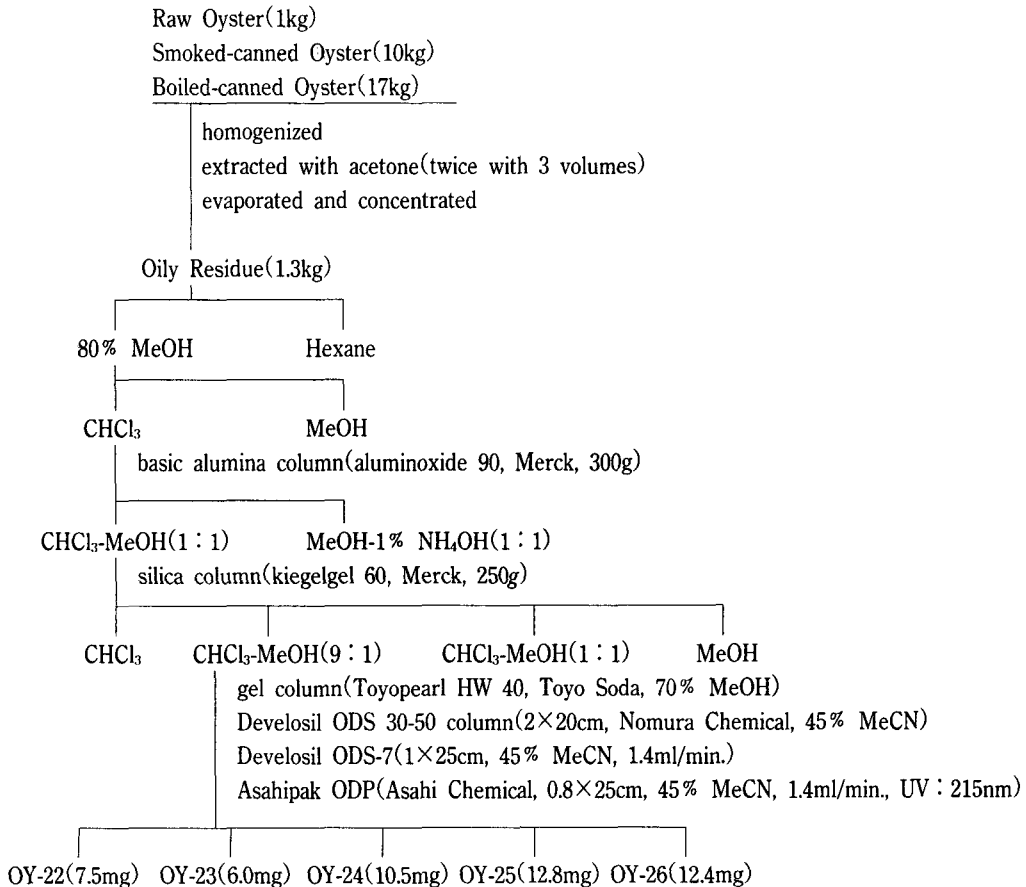 Raw Oyster(1kg)
Smoked-canned Oyster(10kg)
Boiled-canned Oyster(17kg)
homogenized
extracted with acetone(twice with 3 volumes)
evaporated and concentrated
Oily Residue(1.3kg)
80% MeOH Hexane
CHCl₃ MeOH
basic alumina column(aluminoxide 90, Merck, 300g)
CHCl₃-MeOH(1 : 1) MeOH-1% NH₄OH(1 : 1)
silica column(kiegelgel 60, Merck, 250g)
CHCl₃ CHCl₃-MeOH(9 : 1) CHCl₃-MeOH(1 : 1) MeOH
gel column(Toyopearl HW 40, Toyo Soda, 70% MeOH)
Develosil ODS 30-50 column(2×20cm, Nomura Chemical, 45% MeCN)
Develosil ODS-7(1×25cm, 45% MeCN, 1.4ml/min.)
Asahipak ODP(Asahi Chemical, 0.8×25cm, 45% MeCN, 1.4ml/min., UV : 215nm)
OY-22(7.5mg) OY-23(6.0mg) OY-24(10.5mg) OY-25(12.8mg) OY-26(12.4mg)